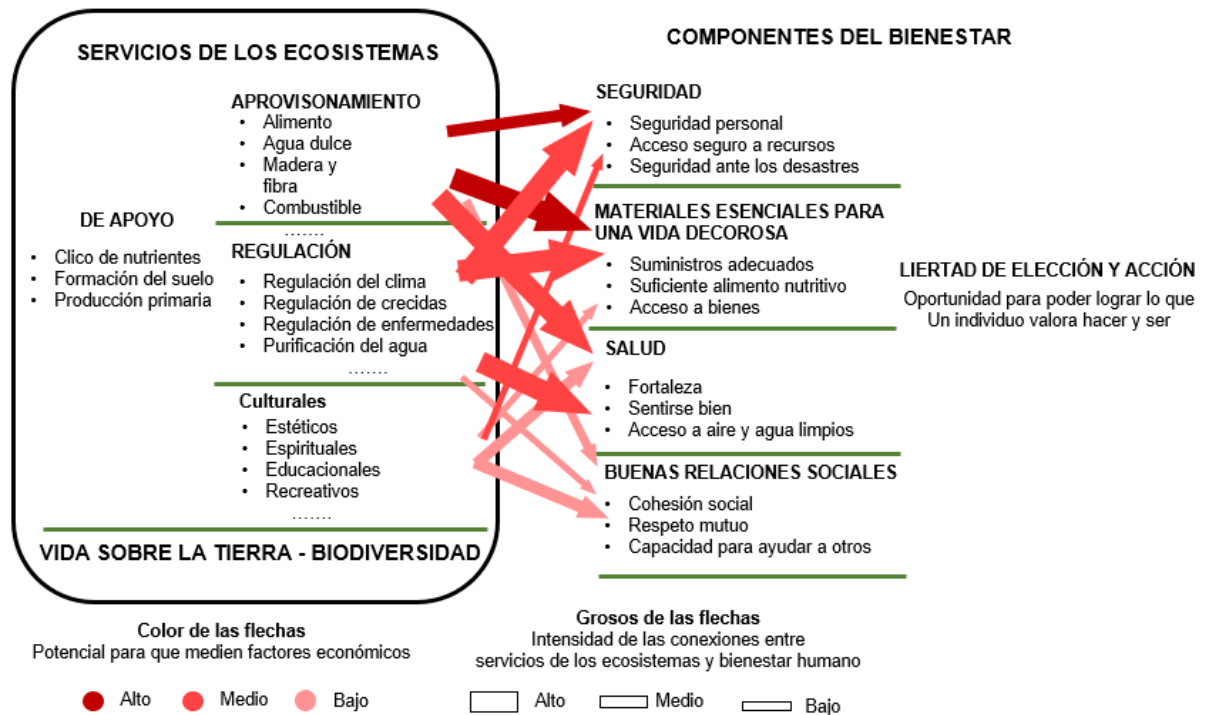 SERVICIOS DE LOS ECOSISTEMAS
APROVISONAMIENTO
• Alimento
• Agua dulce
• Madera y
fibra
• Combustible
…….
DE APOYO
• Clico de nutrientes
• Formación del suelo
• Producción primaria
REGULACIÓN
• Regulación del clima
• Regulación de crecidas
• Regulación de enfermedades
• Purificación del agua
…….
Culturales
• Estéticos
• Espirituales
• Educacionales
• Recreativos
…….
VIDA SOBRE LA TIERRA - BIODIVERSIDAD
COMPONENTES DEL BIENESTAR
SEGURIDAD
• Seguridad personal
• Acceso seguro a recursos
• Seguridad ante los desastres
MATERIALES ESENCIALES PARA
UNA VIDA DECOROSA
• Suministros adecuados
• Suficiente alimento nutritivo
• Acceso a bienes
SALUD
• Fortaleza
• Sentirse bien
• Acceso a aire y agua limpios
BUENAS RELACIONES SOCIALES
• Cohesión social
• Respeto mutuo
• Capacidad para ayudar a otros
LIERTAD DE ELECCIÓN Y ACCIÓN
Oportunidad para poder lograr lo que
Un individuo valora hacer y ser
Color de las flechas
Potencial para que medien factores económicos
Alto Medio Bajo
Grosos de las flechas
Intensidad de las conexiones entre
servicios de los ecosistemas y bienestar humano
Alto Medio Bajo